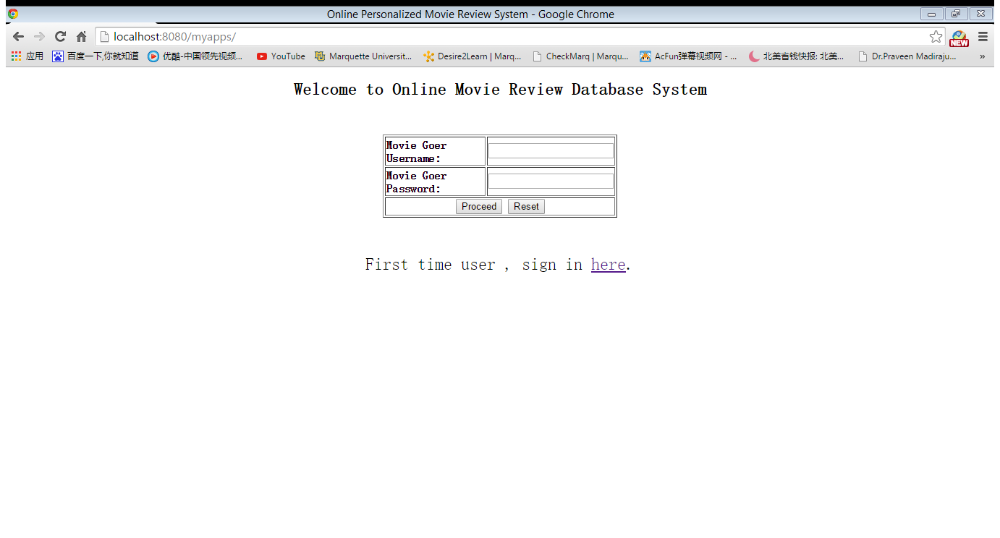 Online Personalized Movie Review System - Google Chrome
localhost:8080/myapps/
NEW
应用 百度一下,你就知道 优酷-中国领先视频... YouTube Marquette Universit... Desire2Learn | Marq... CheckMarq | Marqu... AcFun弹幕视频网 - ... 北美省钱快报: 北美... Dr.Praveen Madiraju... »
Welcome to Online Movie Review Database System
Movie Goer
Username:
Movie Goer
Password:
Proceed Reset
First time user , sign in here.